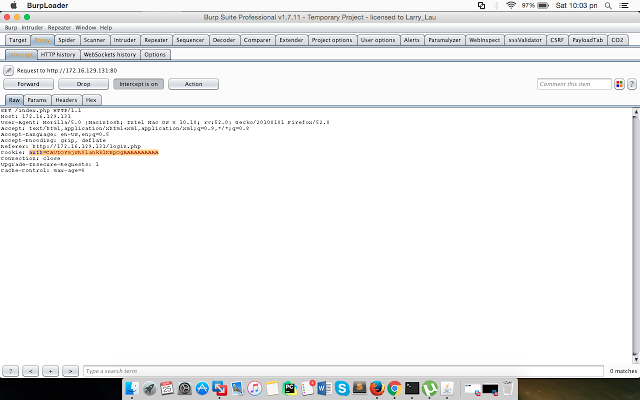 BurpLoader
97%
Sat 10:03 pm
Burp Suite Professional v1.7.11 - Temporary Project - licensed to Larry_Lau
Burp Intruder Repeater Window Help
Target Proxy Spider Scanner Intruder Repeater Sequencer Decoder Comparer Extender Project options User options Alerts Paramalyzer WebInspect xssValidator CSRF PayloadTab CO2
Intercept HTTP history WebSockets history Options
Request to http://172.16.129.131:80
Forward Drop Intercept is on Action
Comment this item
?
Raw Params Headers Hex
GET /index.php HTTP/1.1
Host: 172.16.129.131
User-Agent: Mozilla/5.0 (Macintosh; Intel Mac OS X 10.10; rv:52.0) Gecko/20100101 Firefox/52.0
Accept: text/html,application/xhtml+xml,application/xml;q=0.9,*/*;q=0.8
Accept-Language: en-US,en;q=0.5
Accept-Encoding: gzip, deflate
Referer: http://172.16.129.131/login.php
Cookie:
Connection: close
Upgrade-Insecure-Requests: 1
Cache-Control: max-age=0
? < + > Type a search term 0 matches